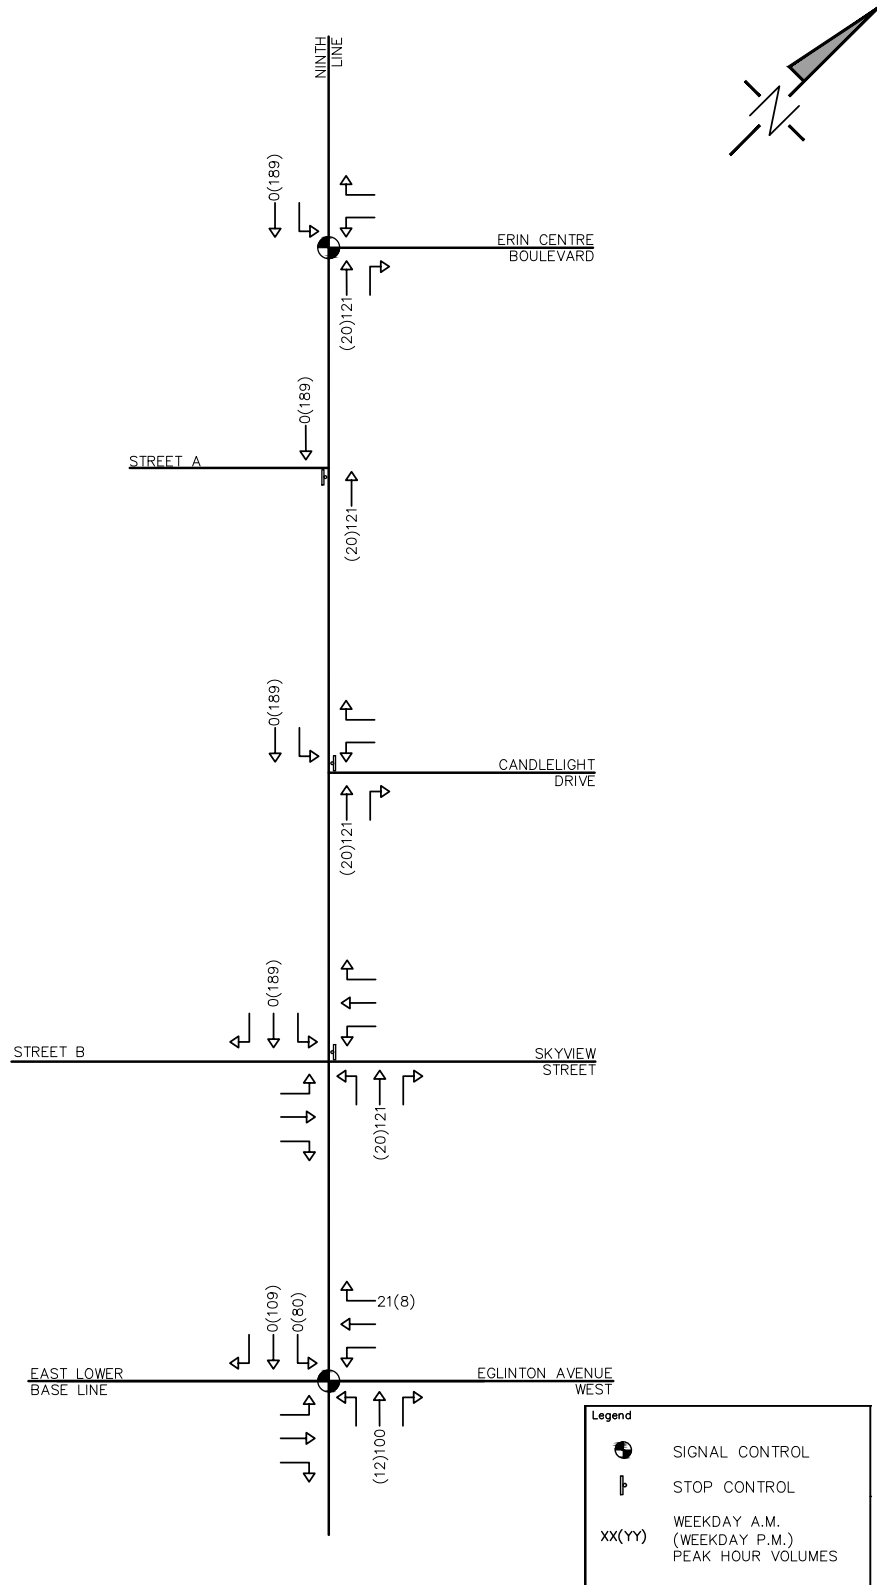 NINTH
LINE
N
0(189)
ERIN CENTRE
BOULEVARD
(20)121
0(189)
STREET A
(20)121
0(189)
CANDLELIGHT
DRIVE
(20)121
0(189)
STREET B
SKYVIEW
STREET
(20)121
0(109)
0(80)
21(8)
EAST LOWER
BASE LINE
EGLINTON AVENUE
WEST
(12)100
Legend
SIGNAL CONTROL
STOP CONTROL
XX(YY)
WEEKDAY A.M.
(WEEKDAY P.M.)
PEAK HOUR VOLUMES